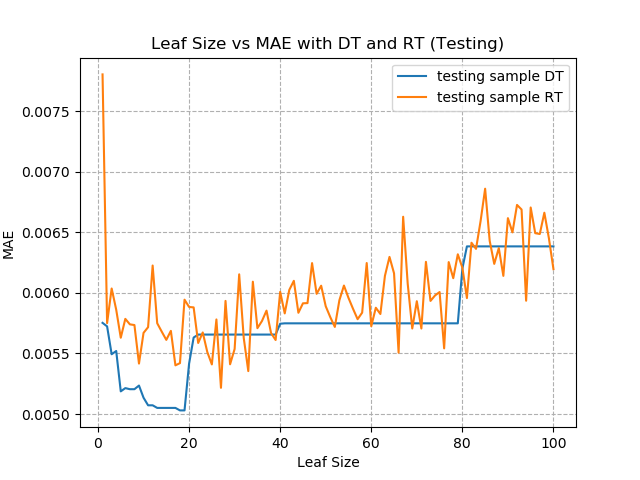 Leaf Size vs MAE with DT and RT (Testing)
testing sample DT
testing sample RT
MAE
0.0075
0.0070
0.0065
0.0060
0.0055
0.0050
0 20 40 60 80 100
Leaf Size